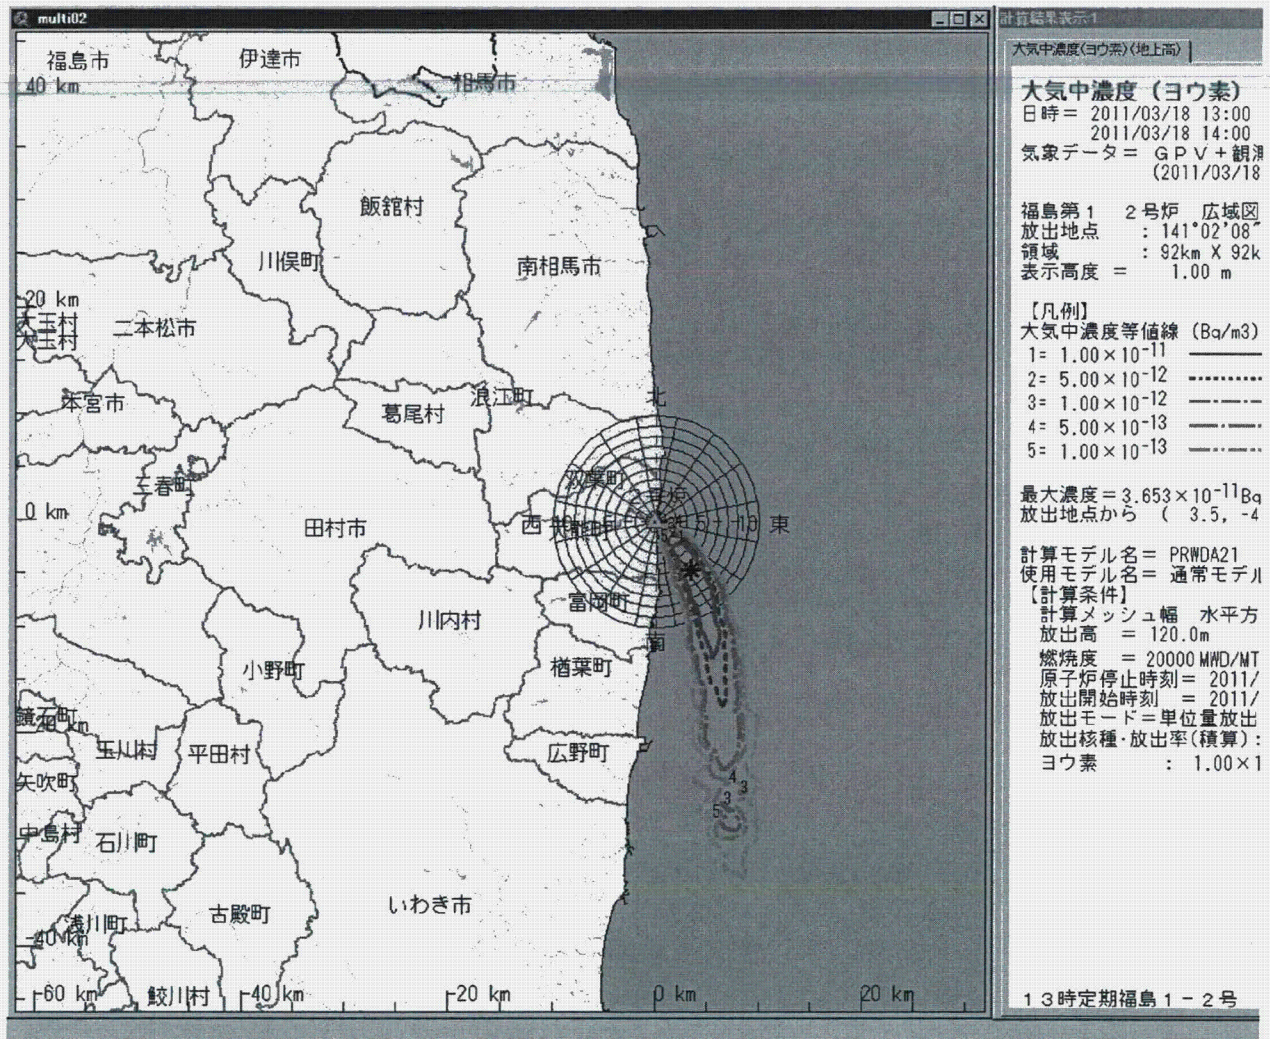 multi02
福島市
伊達市
相馬市
40 km
飯舘村
川俣町
南相馬市
20 km
大玉村
大玉村
二本松市
本宮市
浪江町
北
葛尾村
三春町
双葉町
0 km
田村市
西
東
富岡町
川内村
南
小野町
楢葉町
鏡石町
玉川村
平田村
広野町
矢吹町
4
3
3
5
中島村
石川町
いわき市
古殿町
浅川町
-40 km
鮫川村
-60 km
-40 km
-20 km
0 km
20 km
計算結果表示-1
大気中濃度(ヨウ素)(地上高)
大気中濃度(ヨウ素)
日時= 2011/03/18 13:00
2011/03/18 14:00
気象データ= GPV+観測
(2011/03/18
福島第1 2号炉 広域図
放出地点 : 141°02'08"
領域 : 92km X 92k
表示高度 = 1.00 m
【凡例】
大気中濃度等値線 (Bq/m3)
1= 1.00×10-11
2= 5.00×10-12
3= 1.00×10-12
4= 5.00×10-13
5= 1.00×10-13
最大濃度=3.653×10-11Bq
放出地点から ( 3.5, -4
計算モデル名= PRWDA21
使用モデル名= 通常モデル
【計算条件】
計算メッシュ幅 水平方
放出高 = 120.0m
燃焼度 = 20000MWD/MT
原子炉停止時刻= 2011/
放出開始時刻 = 2011/
放出モード=単位量放出
放出核種・放出率(積算):
ヨウ素 : 1.00×1
13時定期福島1-2号